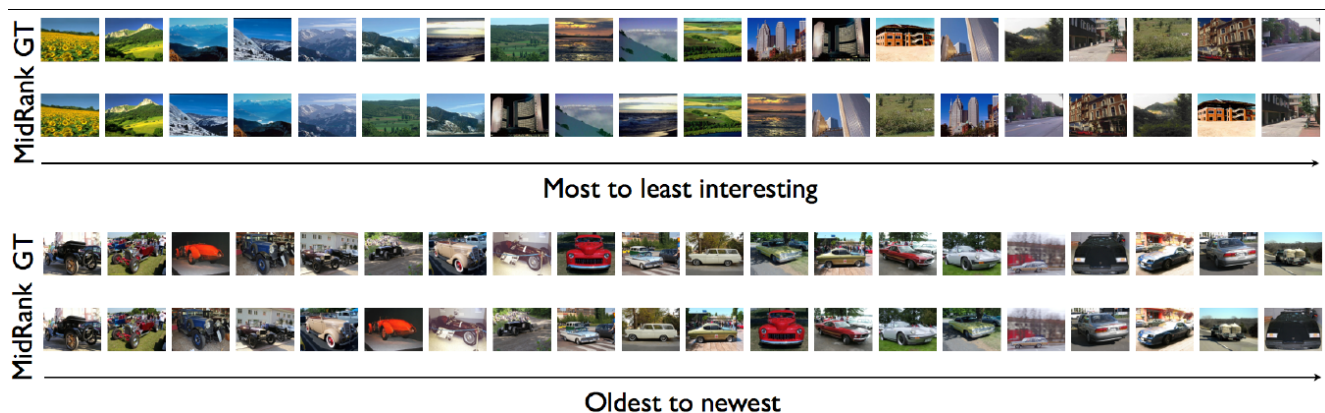 GT
MidRank
Most to least interesting
GT
MidRank
Oldest to newest